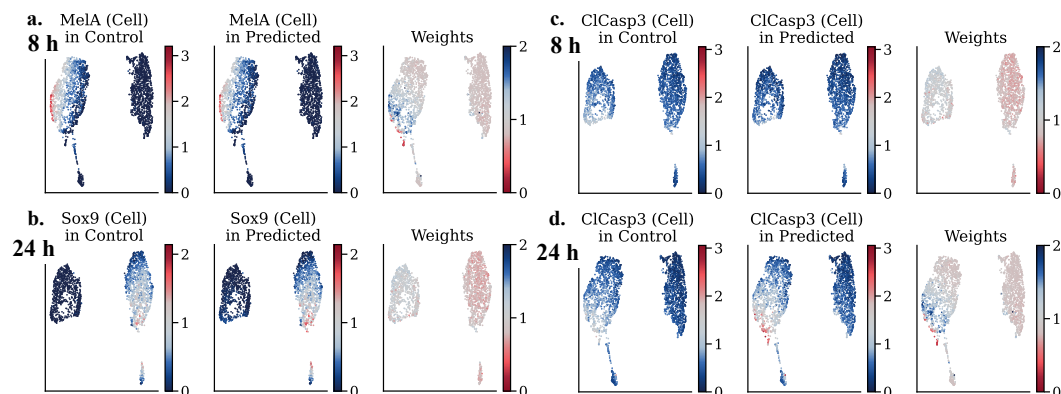 a.
8 h
MelA (Cell)
in Control
3
2
1
0
MelA (Cell)
in Predicted
3
2
1
0
Weights
2
1
0
c.
8 h
ClCasp3 (Cell)
in Control
3
2
1
0
ClCasp3 (Cell)
in Predicted
3
2
1
0
Weights
2
1
0
b.
24 h
Sox9 (Cell)
in Control
2
1
0
Sox9 (Cell)
in Predicted
2
1
0
Weights
2
1
0
d.
24 h
ClCasp3 (Cell)
in Control
3
2
1
0
ClCasp3 (Cell)
in Predicted
3
2
1
0
Weights
2
1
0